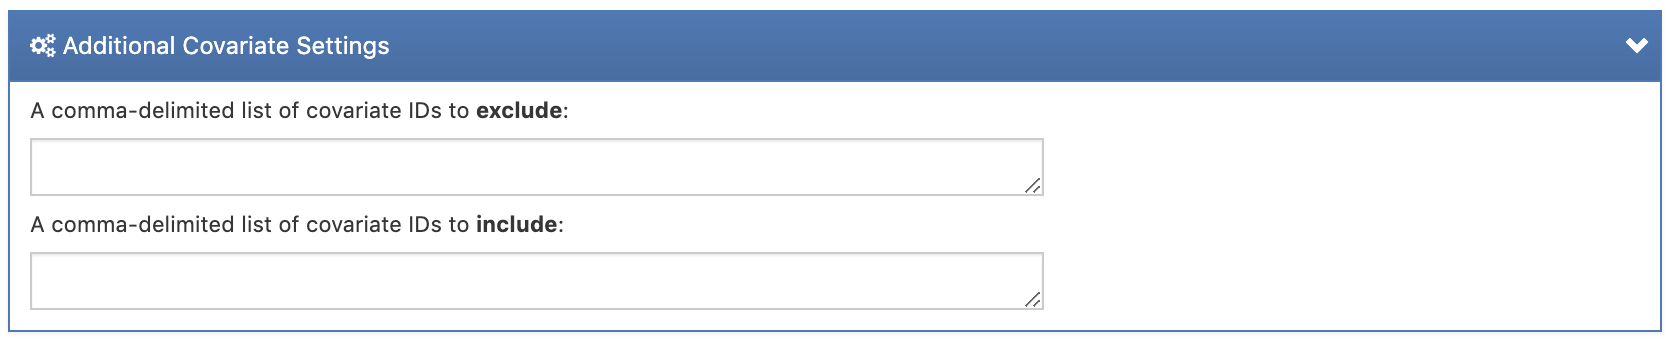 Additional Covariate Settings
A comma-delimited list of covariate IDs to exclude:
A comma-delimited list of covariate IDs to include: